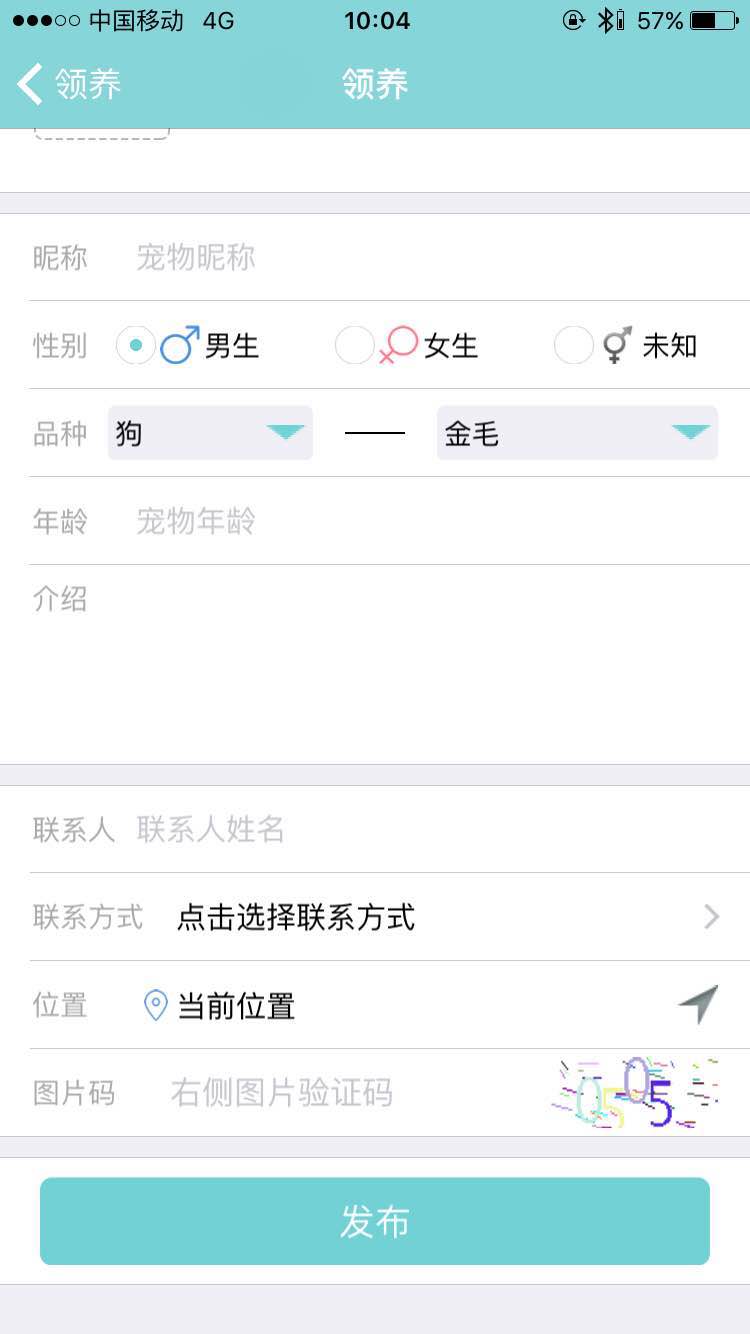 中国移动 4G 10:04 57%
领养 领养
昵称 宠物昵称
性别 男生 女生 未知
品种 狗 金毛
年龄 宠物年龄
介绍
联系人 联系人姓名
联系方式 点击选择联系方式
位置 当前位置
图片码 右侧图片验证码 0505
发布